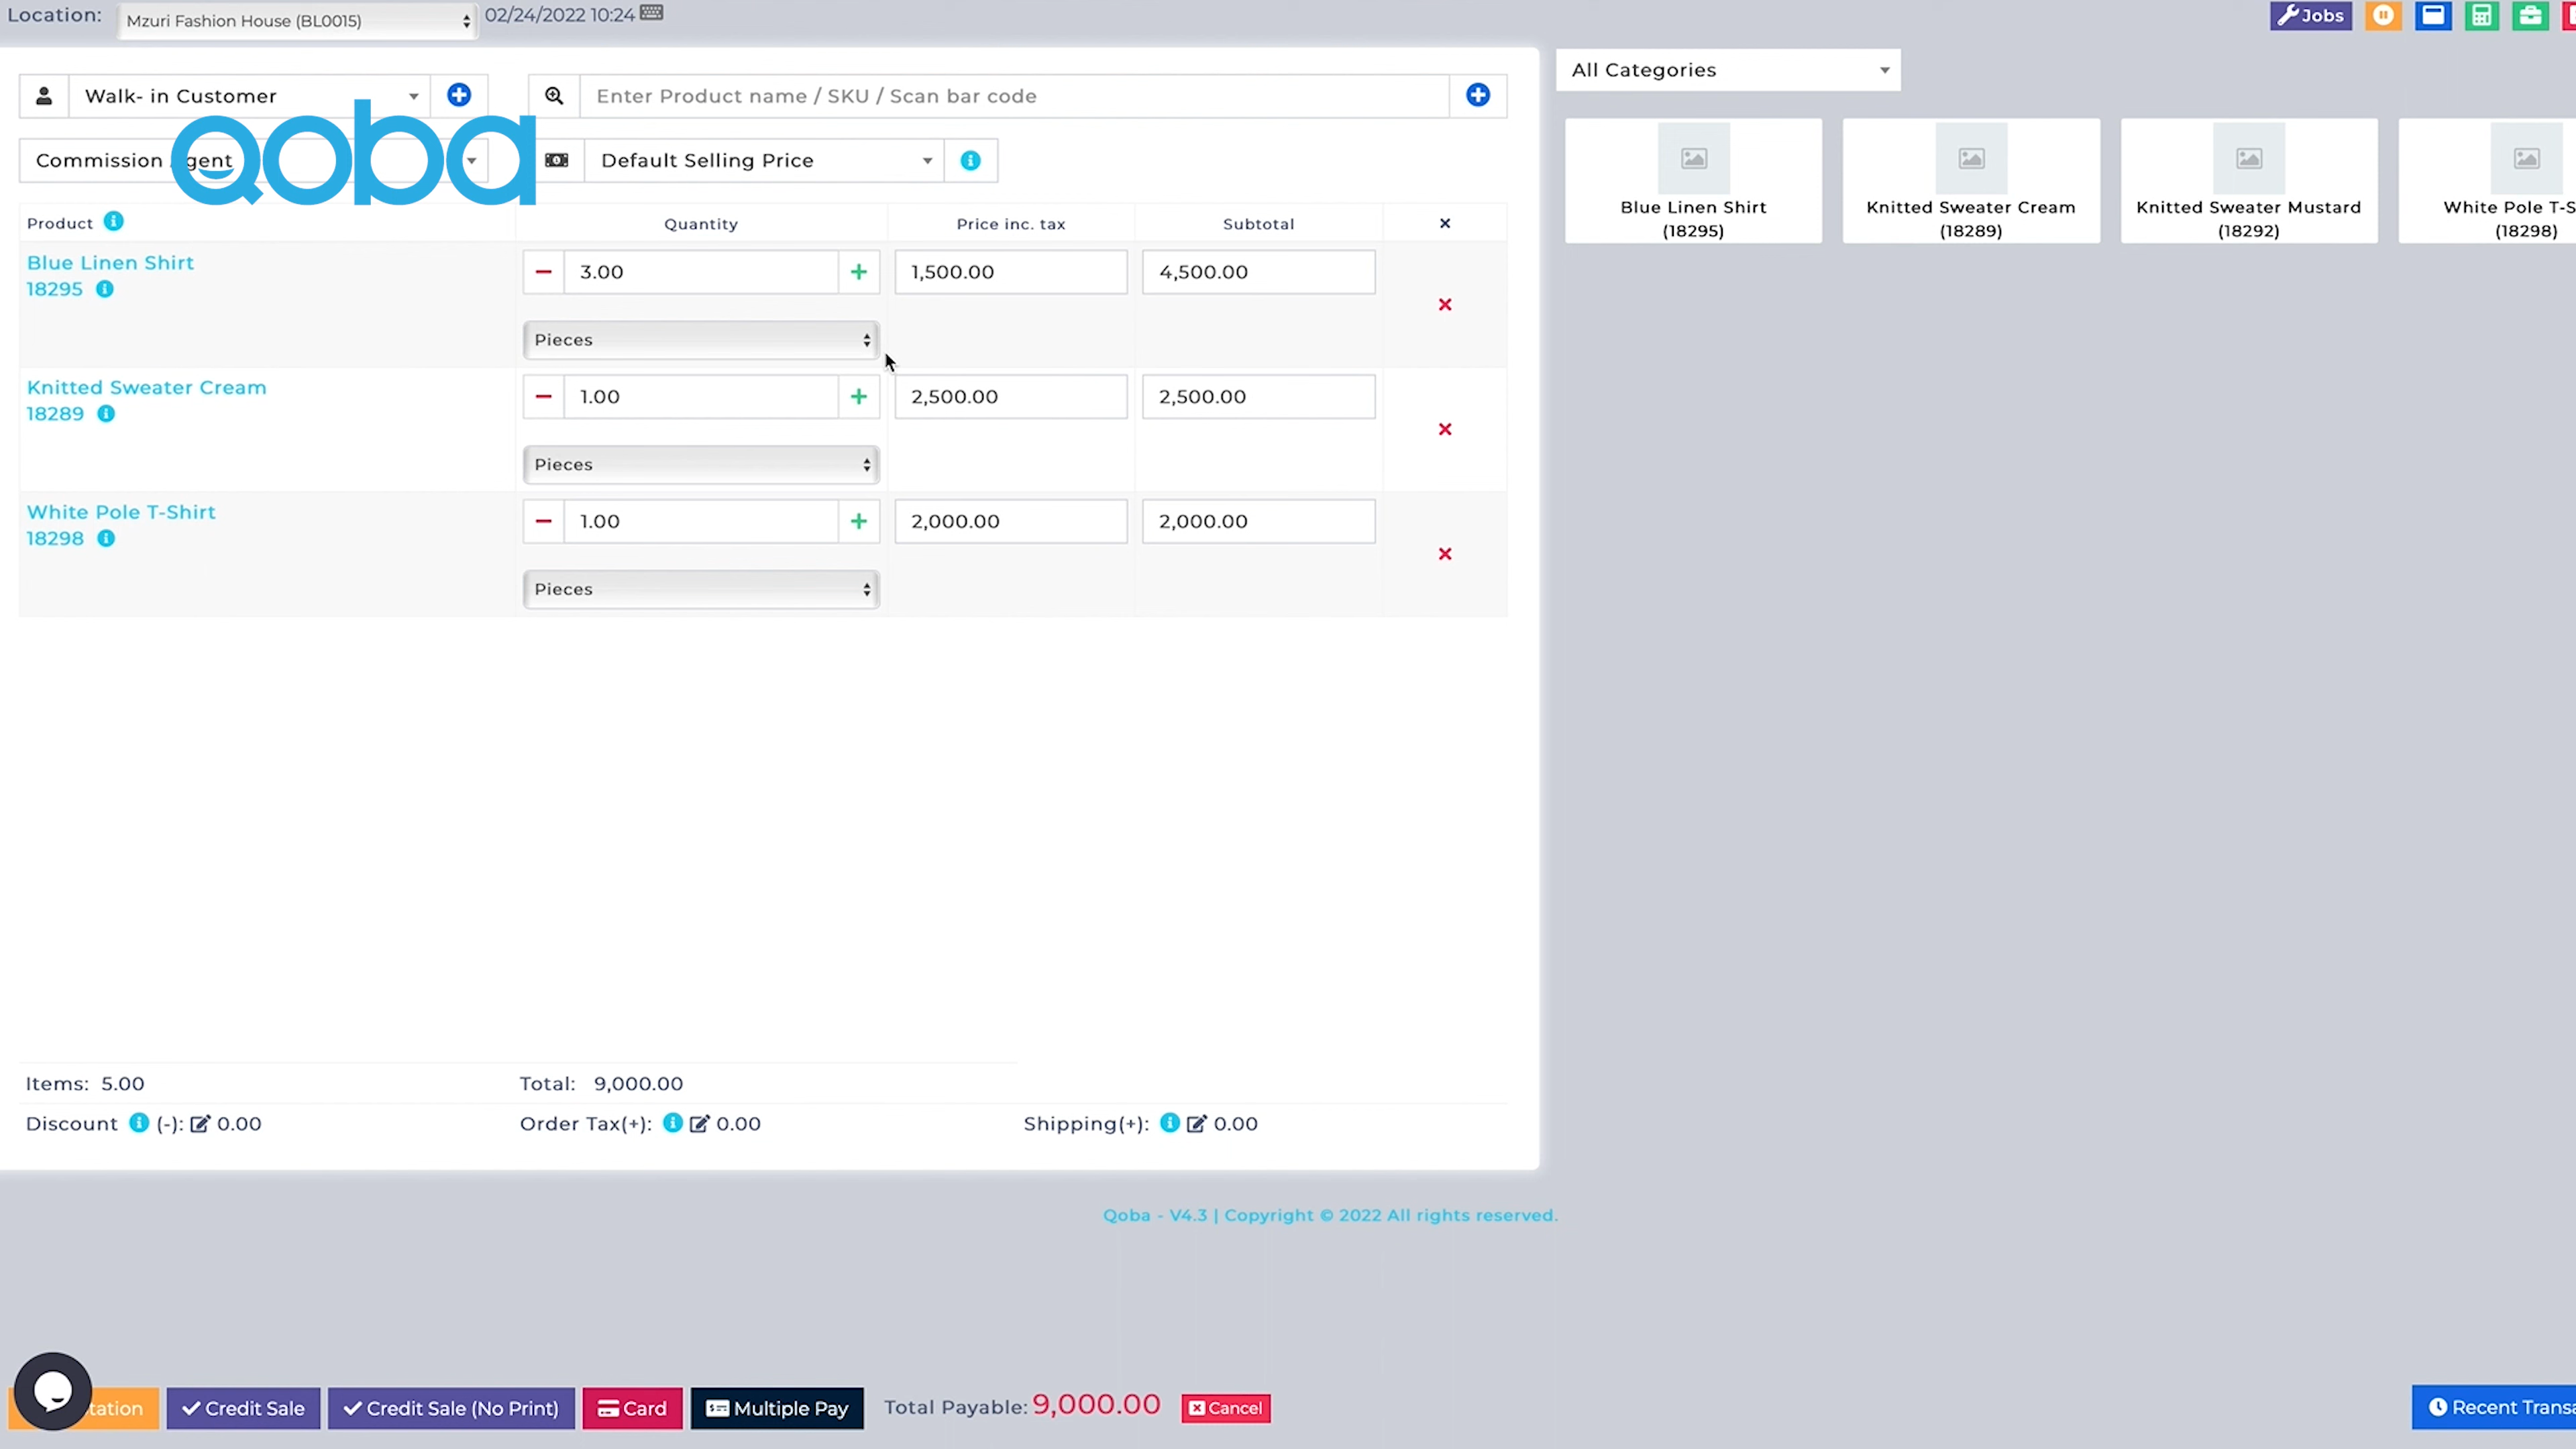 Location: Mzuri Fashion House (BL0015) 02/24/2022 10:24
Jobs
Walk- in Customer
Enter Product name / SKU / Scan bar code
All Categories
qoba
Commission gent
Default Selling Price
Blue Linen Shirt
(18295)
Knitted Sweater Cream
(18289)
Knitted Sweater Mustard
(18292)
White Pole T-S
(18298)
Product Quantity Price inc. tax Subtotal
Blue Linen Shirt
18295
3.00 1,500.00 4,500.00
Pieces
Knitted Sweater Cream
18289
1.00 2,500.00 2,500.00
Pieces
White Pole T-Shirt
18298
1.00 2,000.00 2,000.00
Pieces
Items: 5.00 Total: 9,000.00
Discount (-): 0.00 Order Tax(+): 0.00 Shipping(+): 0.00
Qoba - V4.3 | Copyright © 2022 All rights reserved.
tation
Credit Sale
Credit Sale (No Print)
Card
Multiple Pay
Total Payable: 9,000.00
Cancel
Recent Transa